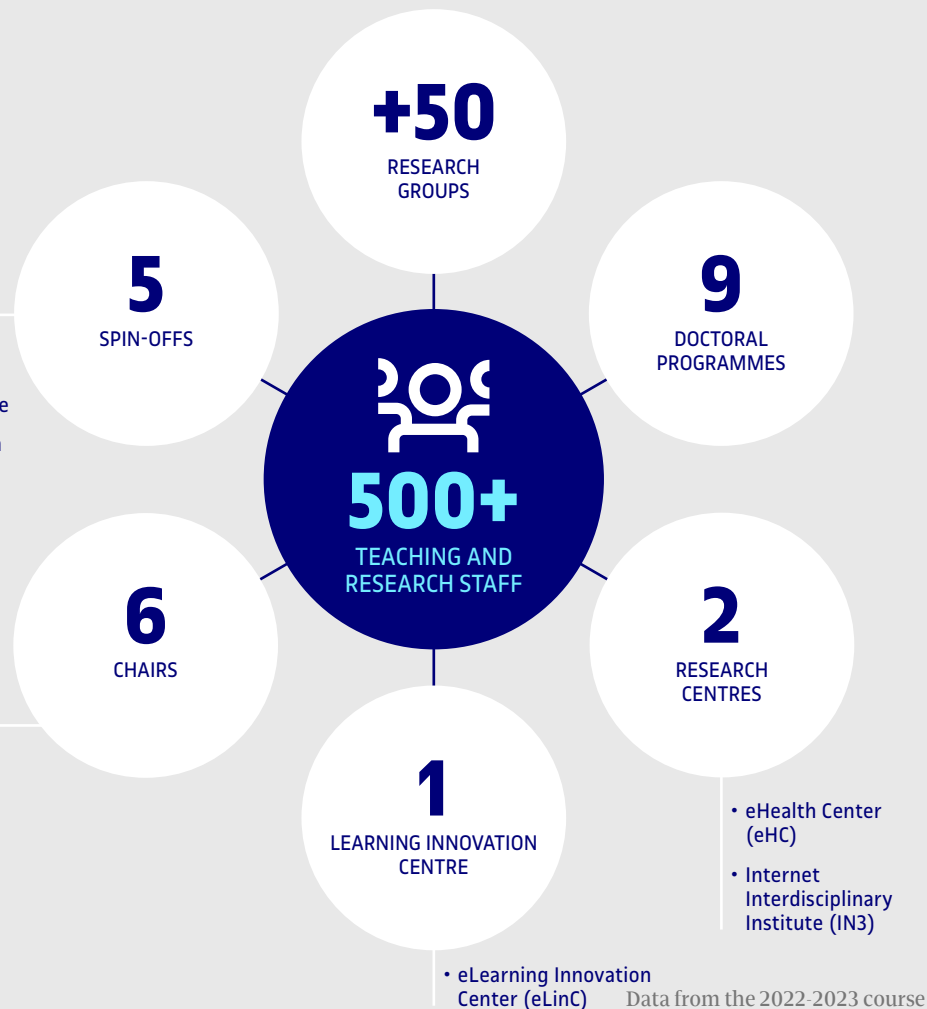 +50
RESEARCH
GROUPS
5
SPIN-OFFS
9
DOCTORAL
PROGRAMMES
500+
TEACHING AND
RESEARCH STAFF
6
CHAIRS
2
RESEARCH
CENTRES
1
LEARNING INNOVATION
CENTRE
• eHealth Center
(eHC)
• Internet
Interdisciplinary
Institute (IN3)
• eLearning Innovation
Center (eLinC)
Data from the 2022-2023 course